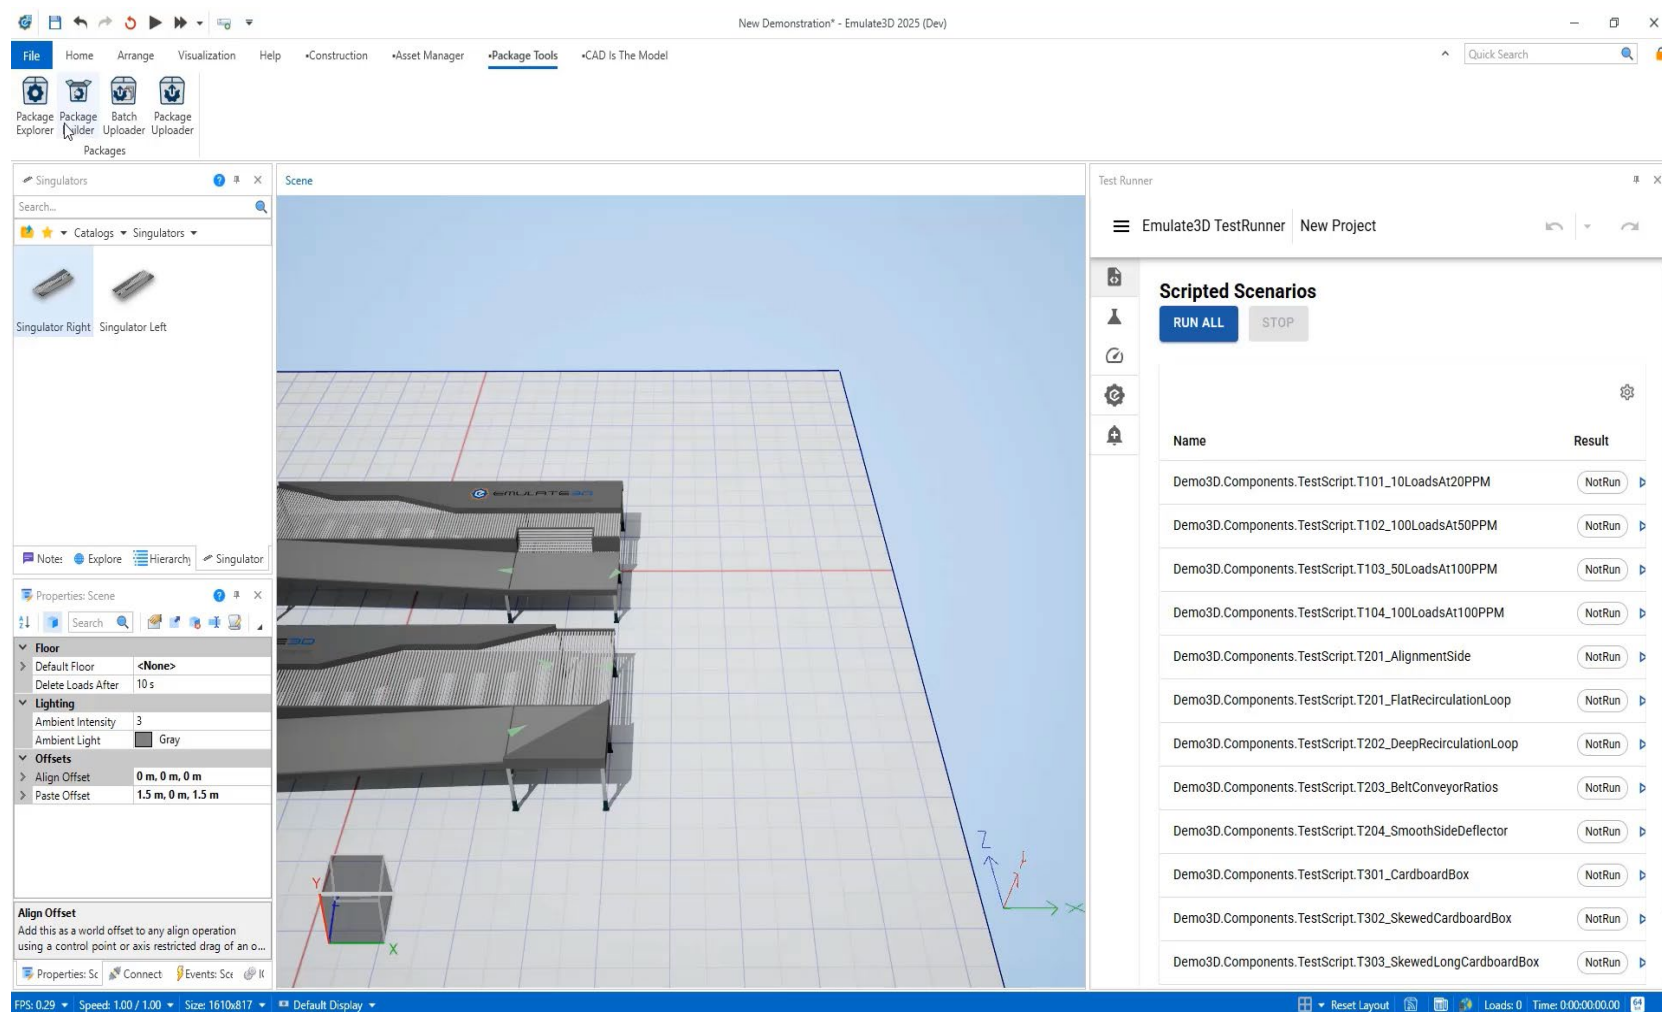 New Demonstration* - Emulate3D 2025 (Dev)
File Home Arrange Visualization Help •Construction •Asset Manager •Package Tools •CAD Is The Model
Quick Search
Package Explorer
Package Builder
Batch Uploader
Package Uploader
Packages
Singulators
Search...
Catalogs Singulators
Singulator Right Singulator Left
Note: Explore Hierarchy Singulator
Properties: Scene
Search
Floor
Default Floor <None>
Delete Loads After 10 s
Lighting
Ambient Intensity 3
Ambient Light Gray
Offsets
Align Offset 0 m, 0 m, 0 m
Paste Offset 1.5 m, 0 m, 1.5 m
Align Offset
Add this as a world offset to any align operation
using a control point or axis restricted drag of an o...
Properties: Sc Connect Events: Sce
Scene
EMULATE3D
3D
Y
X
Z
Test Runner
Emulate3D TestRunner New Project
Scripted Scenarios
RUN ALL STOP
Name Result
Demo3D.Components.TestScript.T101_10LoadsAt20PPM NotRun
Demo3D.Components.TestScript.T102_100LoadsAt50PPM NotRun
Demo3D.Components.TestScript.T103_50LoadsAt100PPM NotRun
Demo3D.Components.TestScript.T104_100LoadsAt100PPM NotRun
Demo3D.Components.TestScript.T201_AlignmentSide NotRun
Demo3D.Components.TestScript.T201_FlatRecirculationLoop NotRun
Demo3D.Components.TestScript.T202_DeepRecirculationLoop NotRun
Demo3D.Components.TestScript.T203_BeltConveyorRatios NotRun
Demo3D.Components.TestScript.T204_SmoothSideDeflector NotRun
Demo3D.Components.TestScript.T301_CardboardBox NotRun
Demo3D.Components.TestScript.T302_SkewedCardboardBox NotRun
Demo3D.Components.TestScript.T303_SkewedLongCardboardBox NotRun
FPS: 0.29 Speed: 1.00 / 1.00 Size: 1610x817 Default Display Reset Layout Loads: 0 Time: 0:00:00:00.00 64